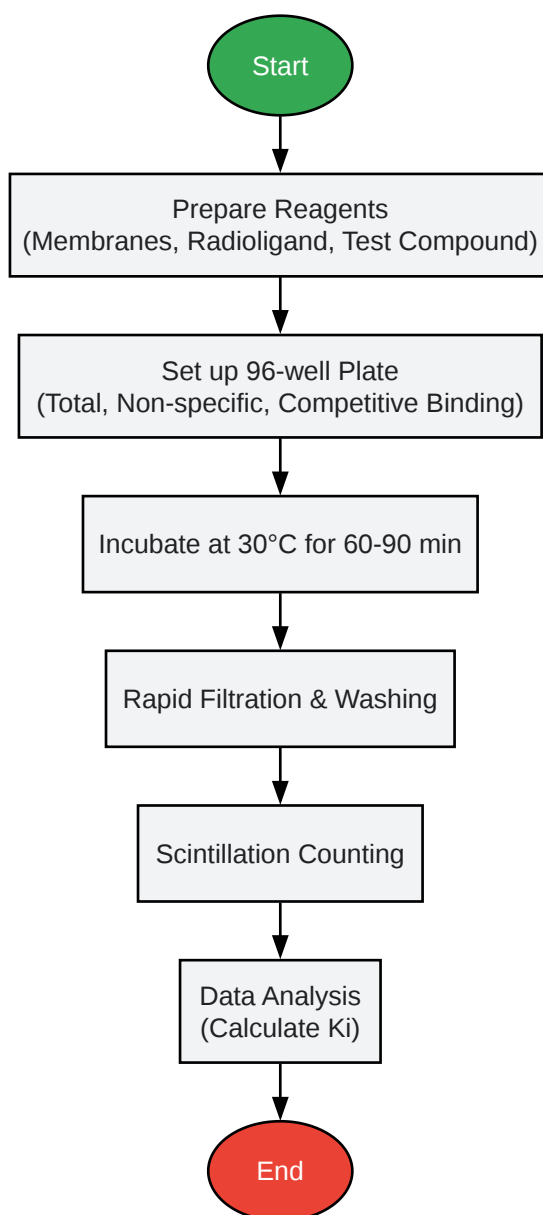 Start
Prepare Reagents
(Membranes, Radioligand, Test Compound)
Set up 96-well Plate
(Total, Non-specific, Competitive Binding)
Incubate at 30°C for 60-90 min
Rapid Filtration & Washing
Scintillation Counting
Data Analysis
(Calculate Ki)
End